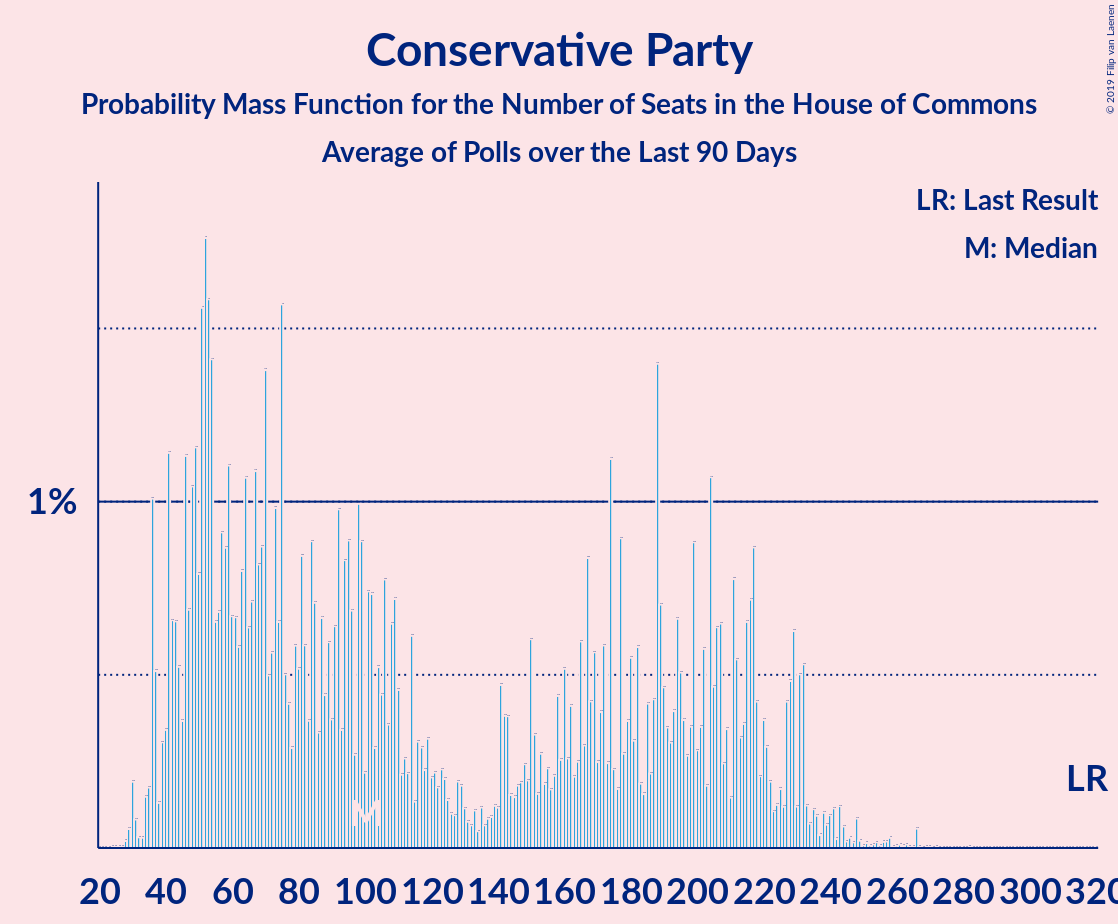 Conservative Party
Probability Mass Function for the Number of Seats in the House of Commons
Average of Polls over the Last 90 Days
© 2019 Filip van Laenen
LR: Last Result
M: Median
1%
M
LR
20 40 60 80 100 120 140 160 180 200 220 240 260 280 300 320